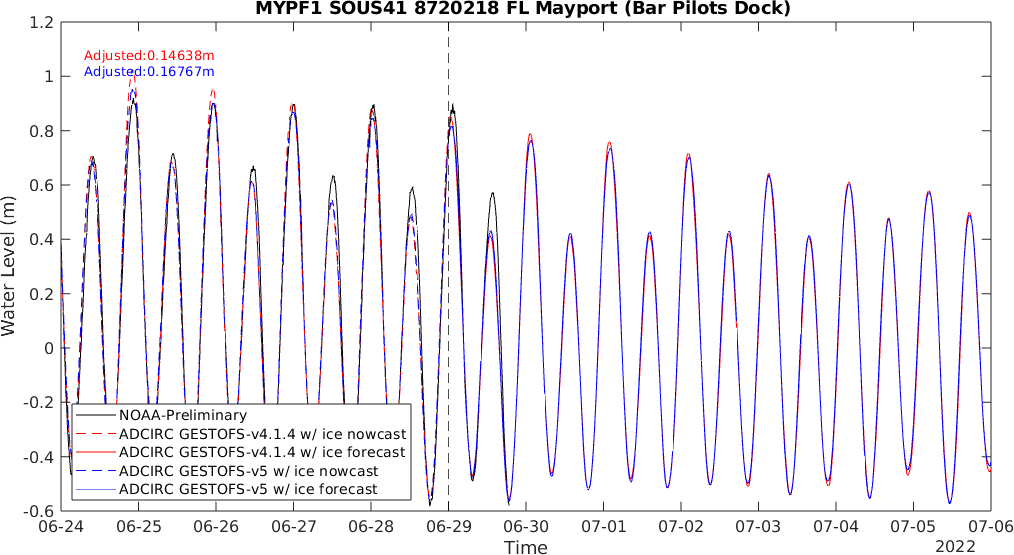 MYPF1 SOUS41 8720218 FL Mayport (Bar Pilots Dock)
1.2
1
0.8
0.6
0.4
0.2
0
-0.2
-0.4
-0.6
Water Level (m)
Adjusted:0.14638m
Adjusted:0.16767m
NOAA-Preliminary
ADCIRC GESTOFS-v4.1.4 w/ ice nowcast
ADCIRC GESTOFS-v4.1.4 w/ ice forecast
ADCIRC GESTOFS-v5 w/ ice nowcast
ADCIRC GESTOFS-v5 w/ ice forecast
06-24 06-25 06-26 06-27 06-28 06-29 06-30 07-01 07-02 07-03 07-04 07-05 07-06
Time
2022